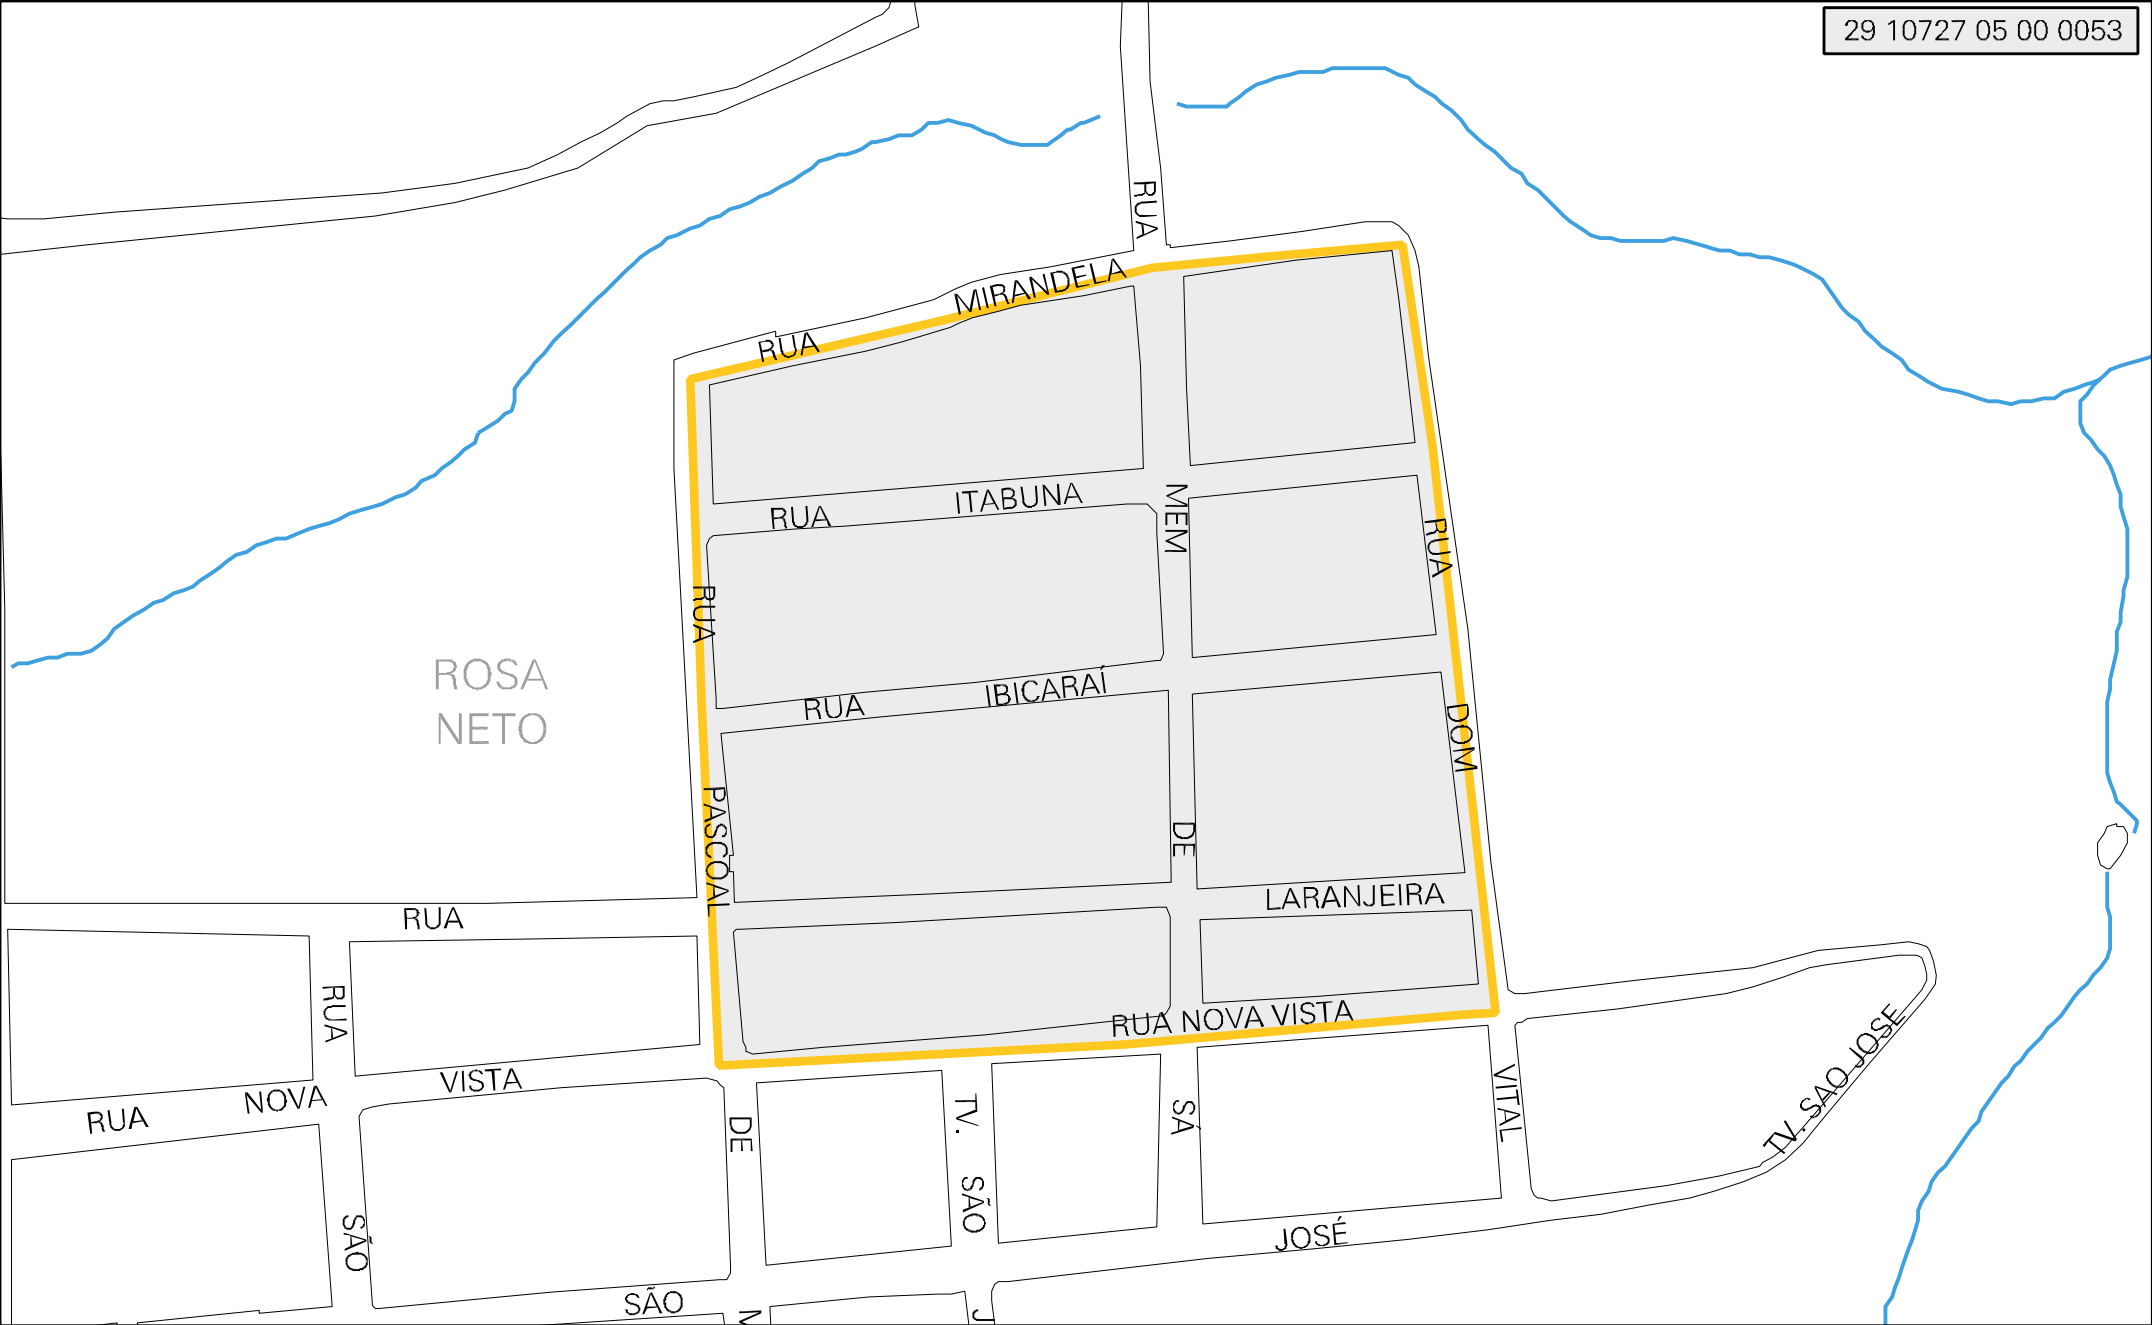 29 10727 05 00 0053
RUA
RUA MIRANDELA
RUA ITABUNA
MEM
RUA
RUA
ROSA
NETO
RUA IBICARAÍ
DOM
PASCOAL
DE
LARANJEIRA
RUA
RUA
RUA NOVA VISTA
RUA NOVA VISTA
DE
TV.
SÁ
VITAL
TV. SAO JOSE
SÃO
SÃO
JOSÉ
SÃO